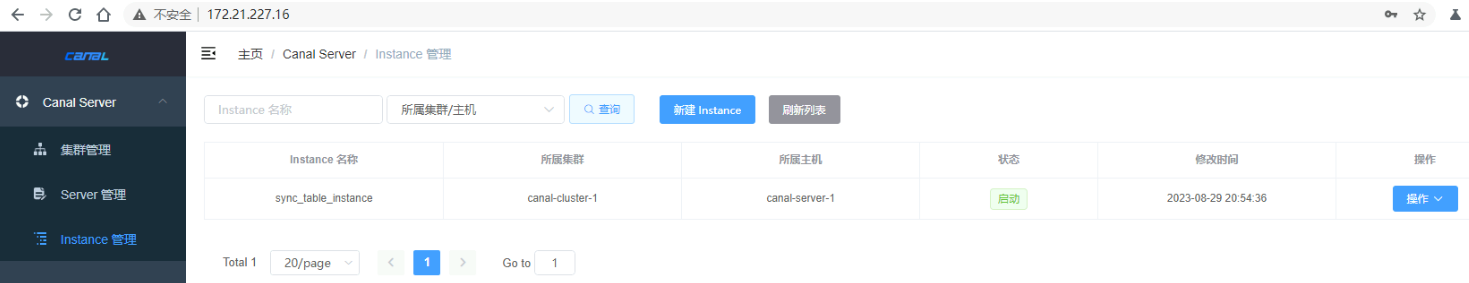 不安全 172.21.227.16
canal
主页 / Canal Server / Instance 管理
Canal Server
集群管理
Server 管理
Instance 管理
Instance 名称 所属集群/主机 查询 新建 Instance 刷新列表
Instance 名称 所属集群 所属主机 状态 修改时间 操作
sync_table_instance canal-cluster-1 canal-server-1 启动 2023-08-29 20:54:36 操作
Total 1 20/page 1 Go to 1